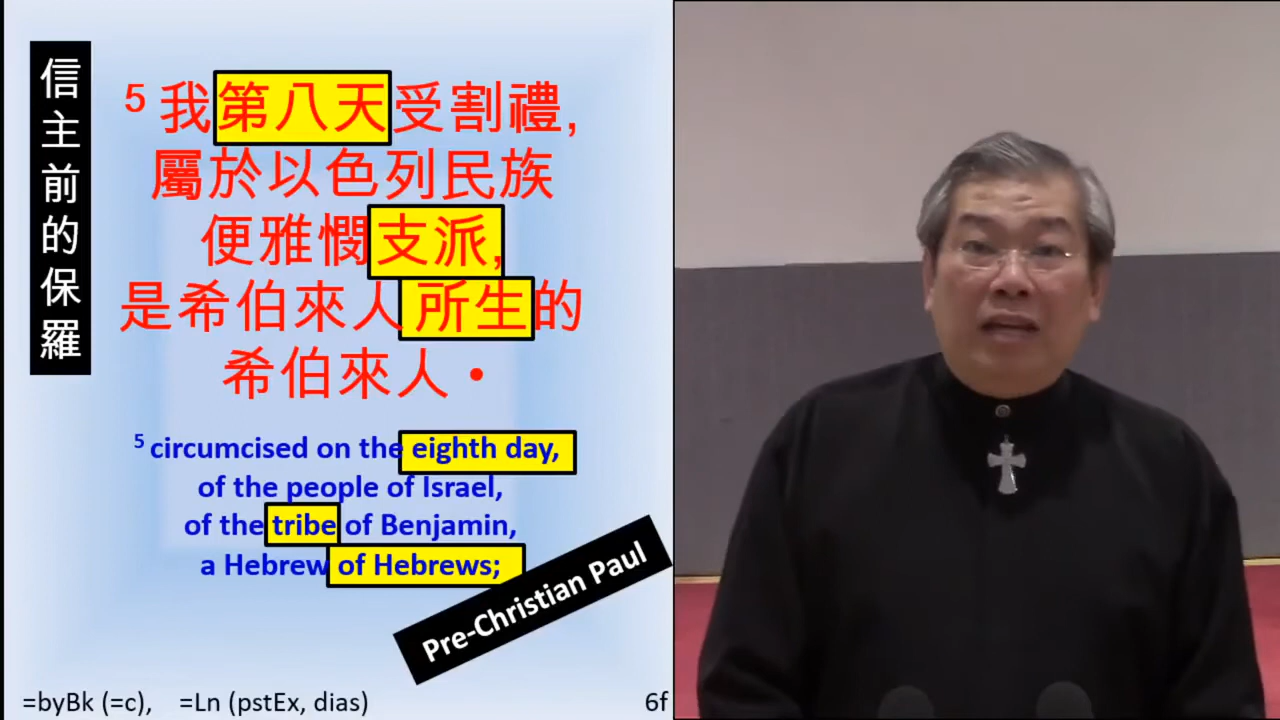 信主前的保羅
5 我第八天受割禮,
屬於以色列民族
便雅憫支派,
是希伯來人所生的
希伯來人•
5 circumcised on the eighth day,
of the people of Israel,
of the tribe of Benjamin,
a Hebrew of Hebrews;
Pre-Christian Paul
=byBk (=c), =Ln (pstEx, dias)
6f